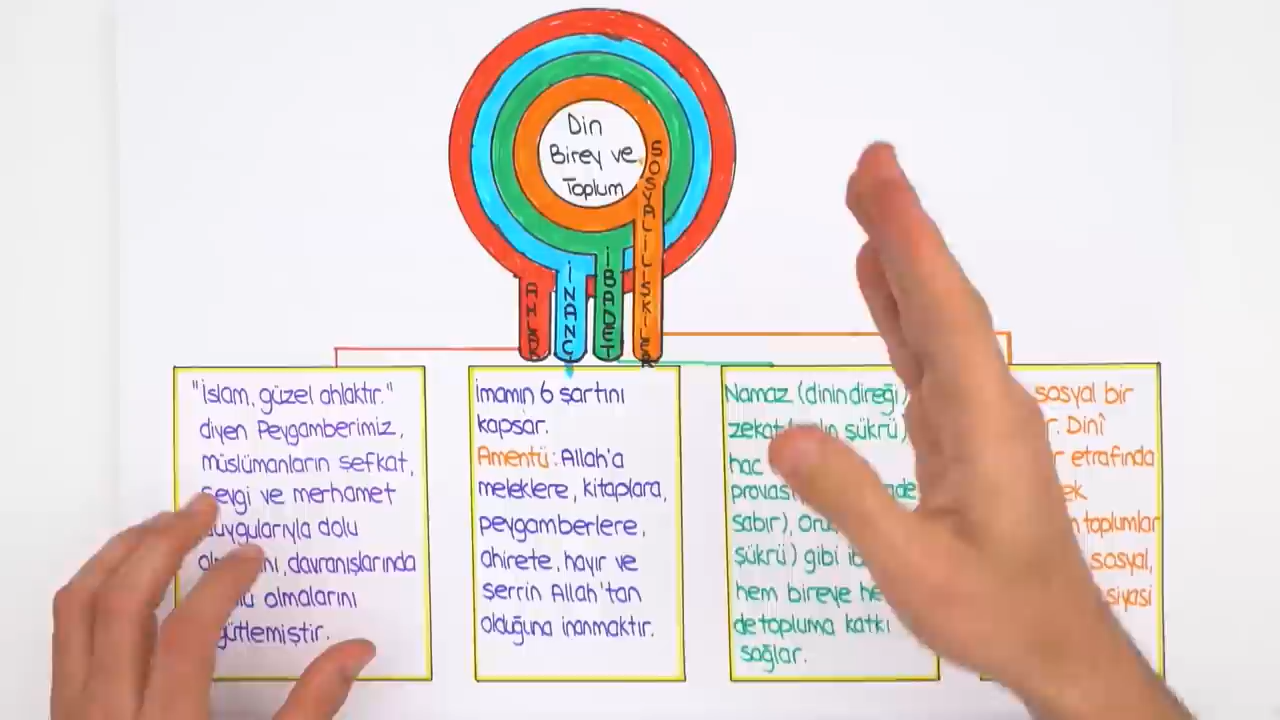 Din
Birey ve
Toplum
AHLAK
İNANÇ
İBADET
SOSYAL İLİŞKİLER
"İslam, güzel ahlaktır."
diyen Peygamberimiz,
müslümanların şefkat,
sevgi ve merhamet
duygularıyla dolu
,davranışlarında
olmalarını
İmanın 6 şartını
kapsar.
Amentü: Allah'a
meleklere, kitaplara,
peygamberlere,
ahirete, hayır ve
şerrin Allah'tan
olduğuna inanmaktır.
Namaz (dinin direği)
zekat şükrü)
hac
sabır),
şükrü) gibi
hem bireye
de topluma katkı
sağlar.
sosyal bir
Dinî
etrafında
toplumlar
sosyal,
siyasi